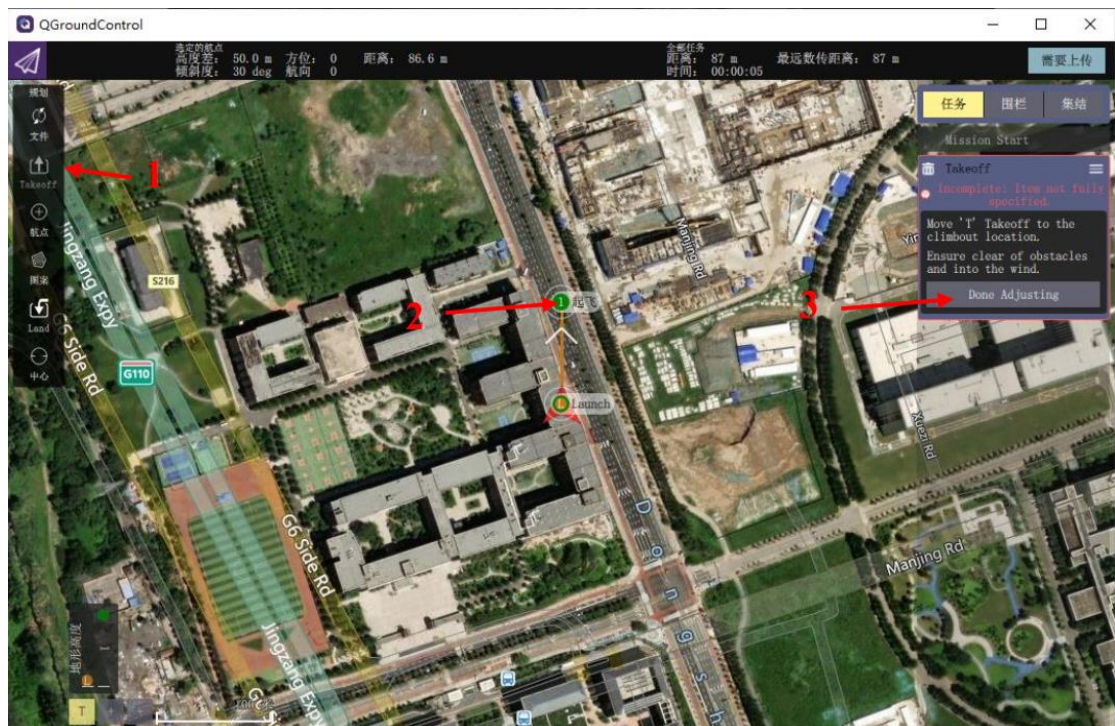 QGroundControl
选定的航点
高度差： 50.0 m 方位： 0 距离： 86.6 m
倾斜度： 30 deg 航向 0
全部任务
距离： 87 m 最远数传距离： 87 m
时间： 00:00:05
需要上传
规划
文件
Takeoff
航点
图案
Land
中心
1
2
3
任务 围栏 集结
Mission Start
Takeoff
Incomplete: Item not fully
specified.
Move 'T' Takeoff to the
climbout location.
Ensure clear of obstacles
and into the wind.
Done Adjusting
1 起飞
L Launch
Manjing Rd
Jingzang Expy
S216
G110
G6 Side Rd
G6 Side Rd
Jingzang Expy
Xuezi Rd
Manjing Rd
D o n g s h
地形高度
L
T